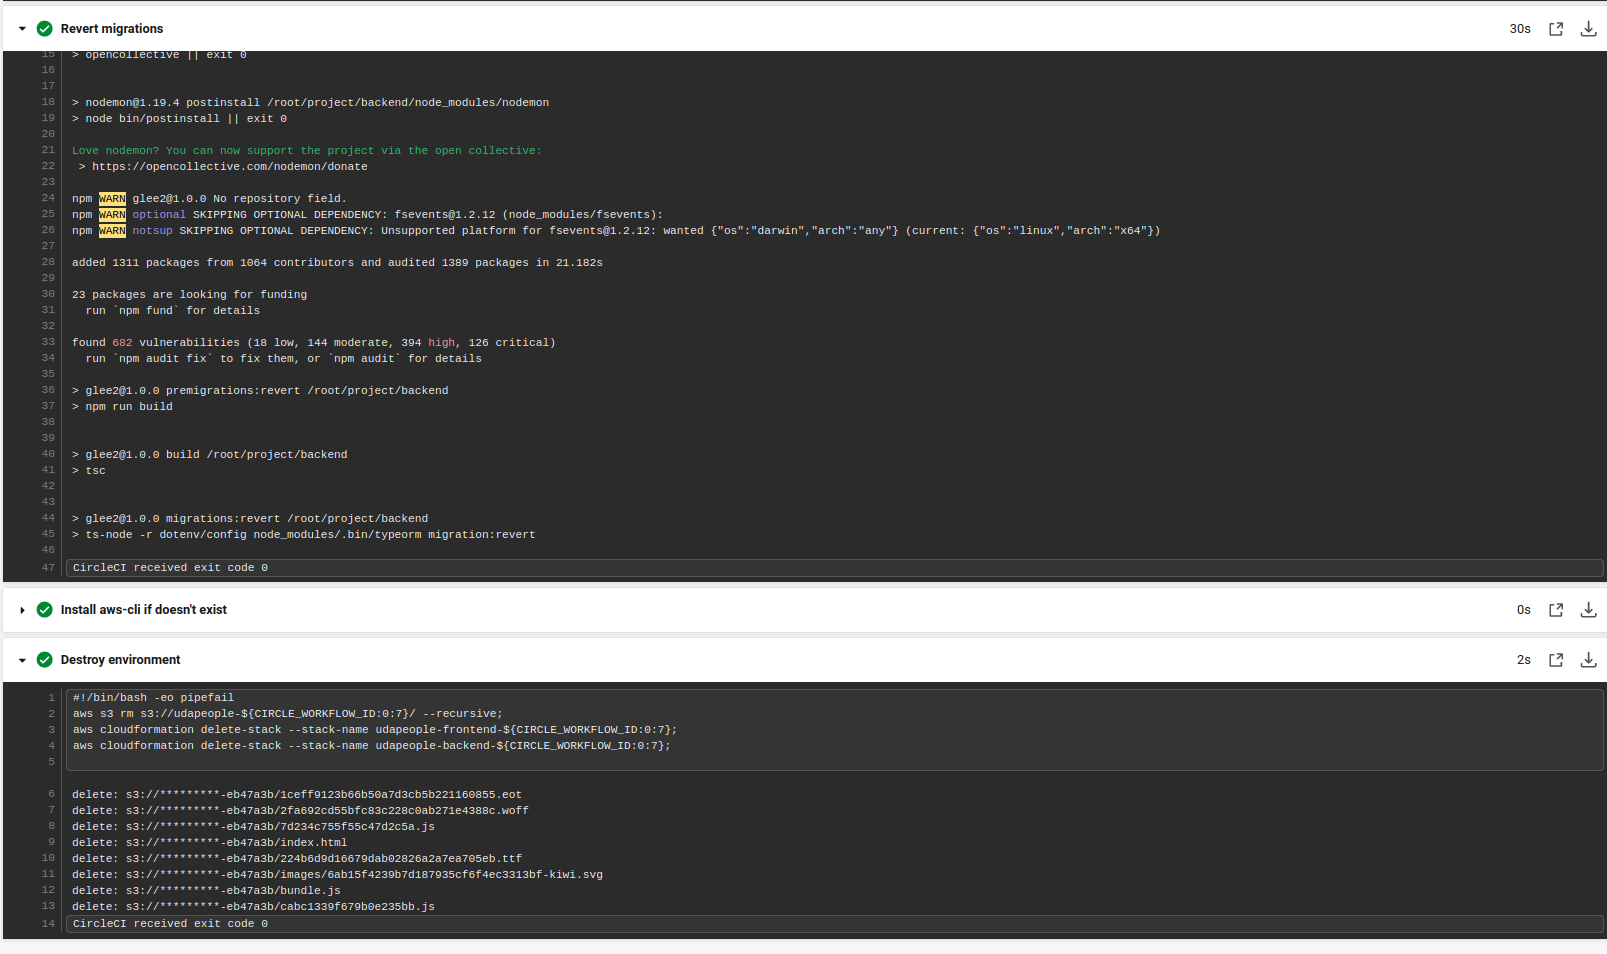 Revert migrations 30s
15 > opencollective || exit 0
16
17
18 > nodemon@1.19.4 postinstall /root/project/backend/node_modules/nodemon
19 > node bin/postinstall || exit 0
20
21 Love nodemon? You can now support the project via the open collective:
22  > https://opencollective.com/nodemon/donate
23
24 npm WARN glee2@1.0.0 No repository field.
25 npm WARN optional SKIPPING OPTIONAL DEPENDENCY: fsevents@1.2.12 (node_modules/fsevents):
26 npm WARN notsup SKIPPING OPTIONAL DEPENDENCY: Unsupported platform for fsevents@1.2.12: wanted {"os":"darwin","arch":"any"} (current: {"os":"linux","arch":"x64"})
27
28 added 1311 packages from 1064 contributors and audited 1389 packages in 21.182s
29
30 23 packages are looking for funding
31   run `npm fund` for details
32
33 found 682 vulnerabilities (18 low, 144 moderate, 394 high, 126 critical)
34   run `npm audit fix` to fix them, or `npm audit` for details
35
36 > glee2@1.0.0 premigrations:revert /root/project/backend
37 > npm run build
38
39
40 > glee2@1.0.0 build /root/project/backend
41 > tsc
42
43
44 > glee2@1.0.0 migrations:revert /root/project/backend
45 > ts-node -r dotenv/config node_modules/.bin/typeorm migration:revert
46
47 CircleCI received exit code 0
Install aws-cli if doesn't exist 0s
Destroy environment 2s
1 #!/bin/bash -eo pipefail
2 aws s3 rm s3://udapeople-${CIRCLE_WORKFLOW_ID:0:7}/ --recursive;
3 aws cloudformation delete-stack --stack-name udapeople-frontend-${CIRCLE_WORKFLOW_ID:0:7};
4 aws cloudformation delete-stack --stack-name udapeople-backend-${CIRCLE_WORKFLOW_ID:0:7};
5
6 delete: s3://*********-eb47a3b/1ceff9123b66b50a7d3cb5b221160855.eot
7 delete: s3://*********-eb47a3b/2fa692cd55bfc83c228c0ab271e4388c.woff
8 delete: s3://*********-eb47a3b/7d234c755f55c47d2c5a.js
9 delete: s3://*********-eb47a3b/index.html
10 delete: s3://*********-eb47a3b/224b6d9d16679dab02826a2a7ea705eb.ttf
11 delete: s3://*********-eb47a3b/images/6ab15f4239b7d187935cf6f4ec3313bf-kiwi.svg
12 delete: s3://*********-eb47a3b/bundle.js
13 delete: s3://*********-eb47a3b/cabc1339f679b0e235bb.js
14 CircleCI received exit code 0